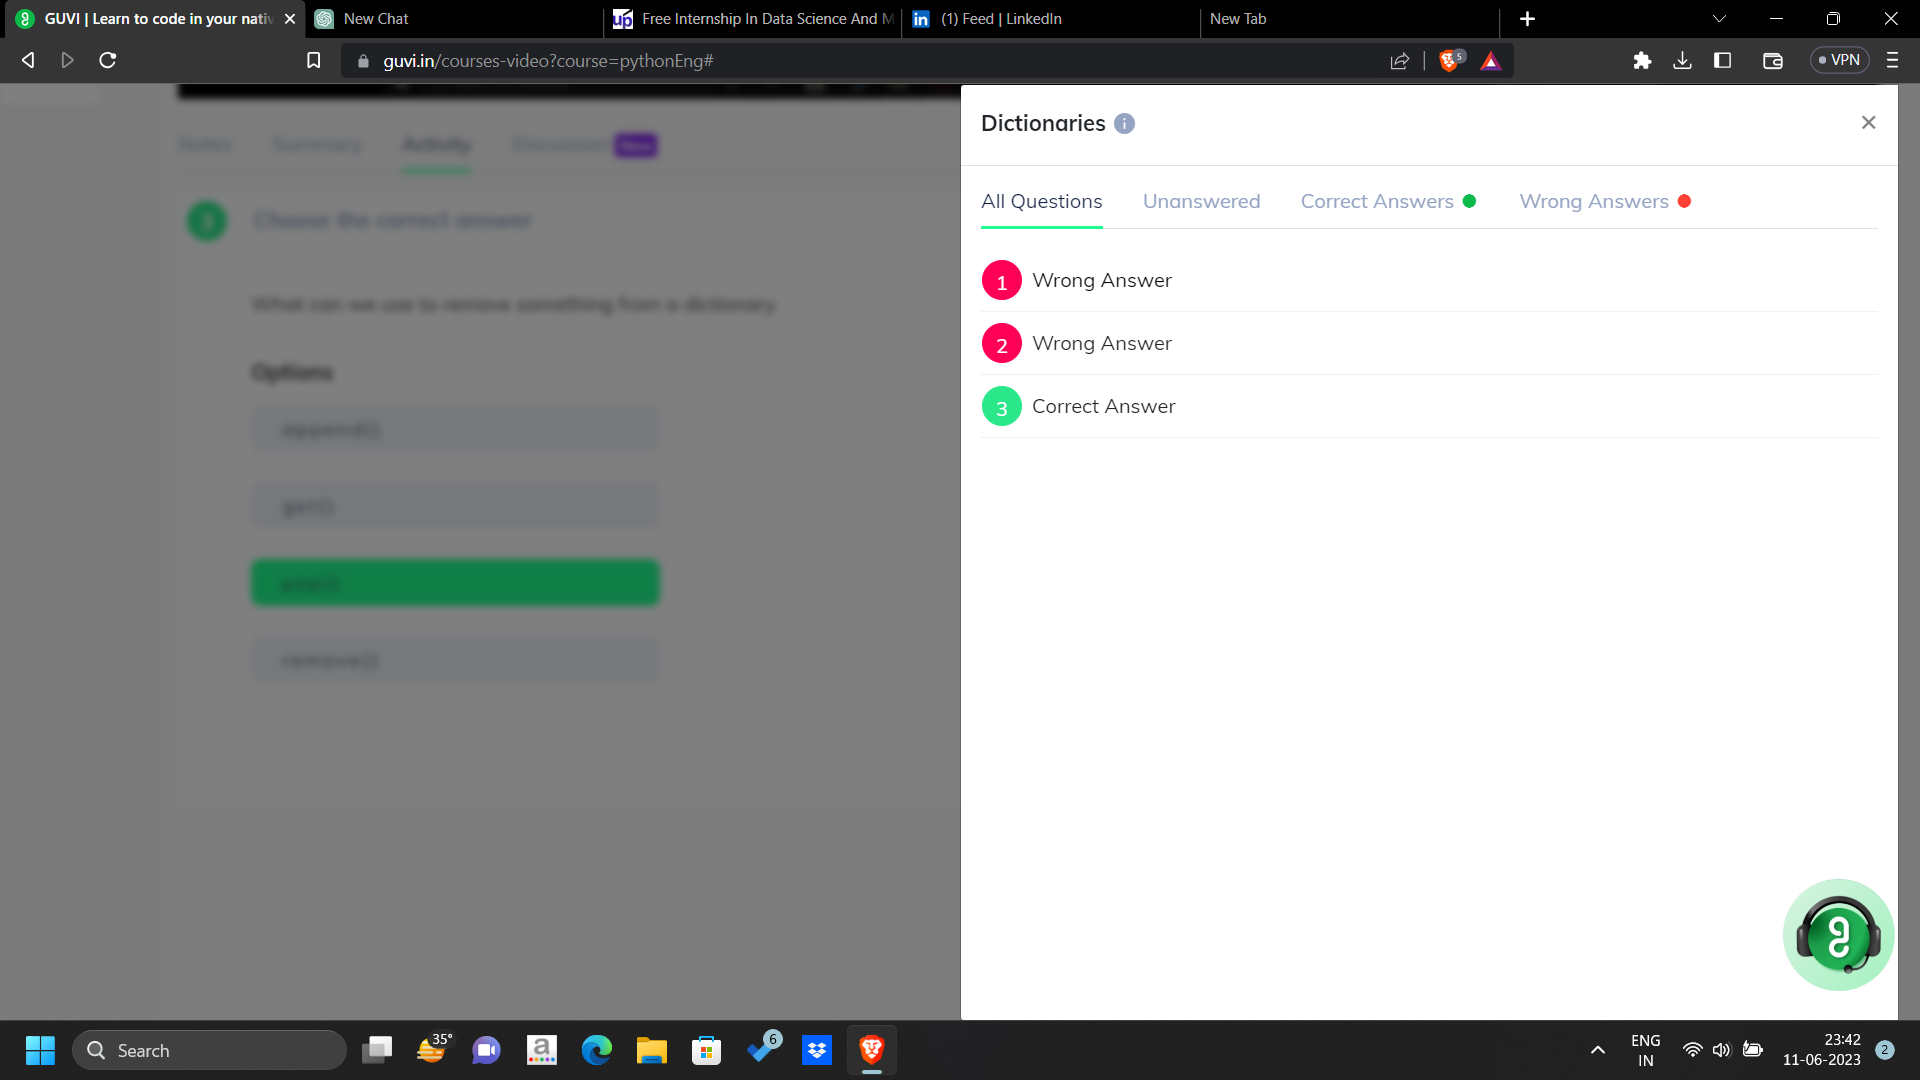 GUVI | Learn to code in your nativ
New Chat
up
Free Internship In Data Science And M
in
(1) Feed | LinkedIn
New Tab
guvi.in/courses-video?course=pythonEng#
5
VPN
Notes
Summary
Activity
Discussion
New
3
Choose the correct answer
What can we use to remove something from a dictionary
Options
append()
get()
pop()
remove()
Dictionaries i
All Questions
Unanswered
Correct Answers
Wrong Answers
1 Wrong Answer
2 Wrong Answer
3 Correct Answer
Search
35°
a
6
ENG
IN
23:42
11-06-2023
2